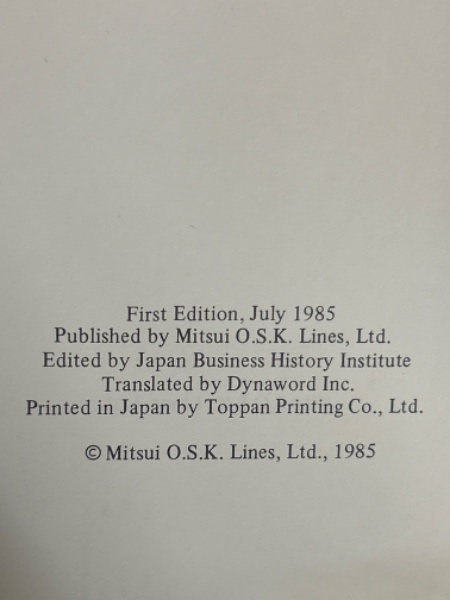 First Edition, July 1985
Published by Mitsui O.S.K. Lines, Ltd.
Edited by Japan Business History Institute
Translated by Dynaword Inc.
Printed in Japan by Toppan Printing Co., Ltd.
© Mitsui O.S.K. Lines, Ltd., 1985